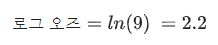 로그 오즈 = ln(9) = 2.2